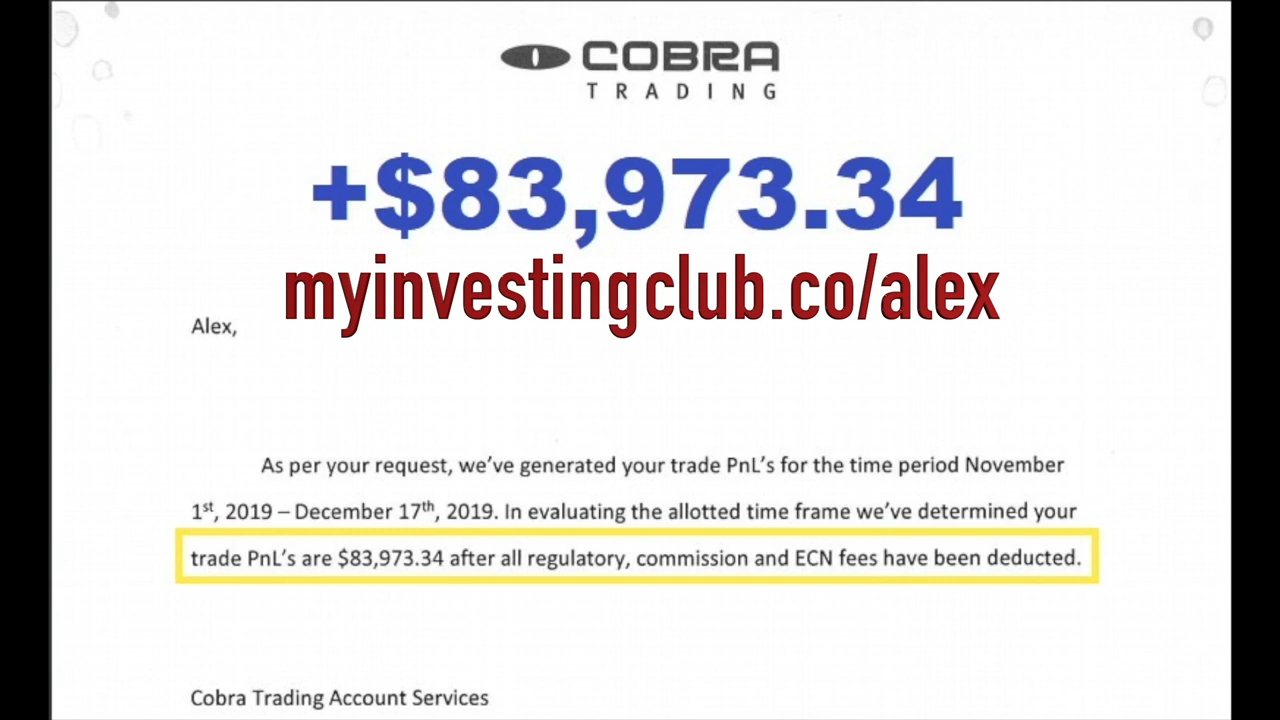 COBRA
TRADING
+$83,973.34
myinvestingclub.co/alex
Alex,
As per your request, we've generated your trade PnL's for the time period November
1st, 2019 – December 17th, 2019. In evaluating the allotted time frame we've determined your
trade PnL's are $83,973.34 after all regulatory, commission and ECN fees have been deducted.
Cobra Trading Account Services